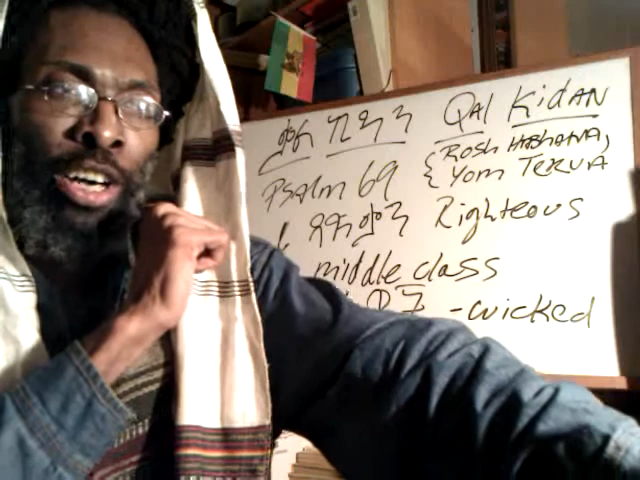 ቃል ኪዳን QAL KidAN
{ROSH HASHANA,
YOM TERUA
PSALM 69
ጻድቃን Righteous
middle class
-wicked